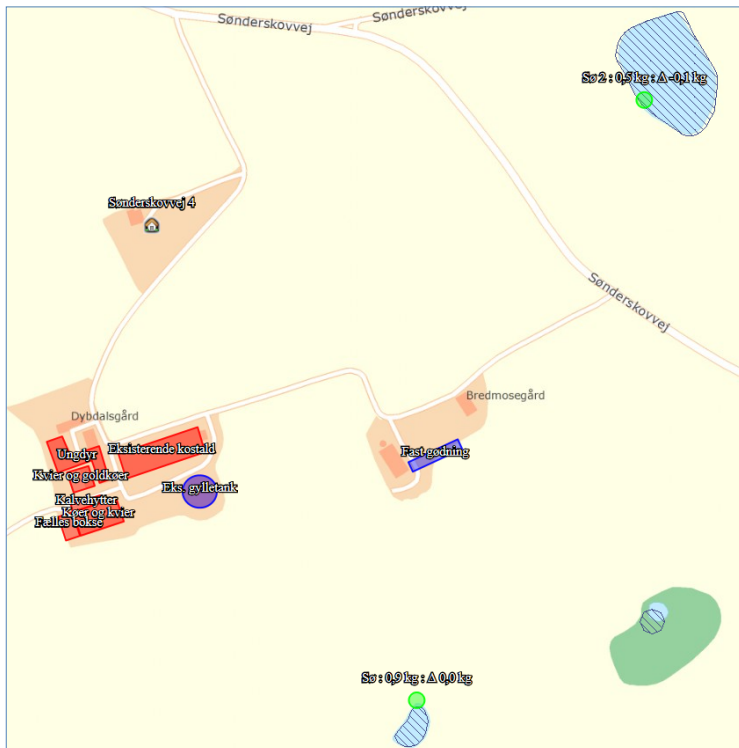 Sønderskovvej
Sønderskovvej
Sø 2 : 0,5 kg : Δ -0,1 kg
Sønderskovvej 4
Sønderskovvej
Bredmosegård
Dybdalsgård
Eksisterende kostald
Ungdyr
Fast gødning
Kvier og goldkøer
Eks. gylletank
Kalvehytter
Køer og kvier
Fælles bokse
Sø : 0,9 kg : Δ 0,0 kg